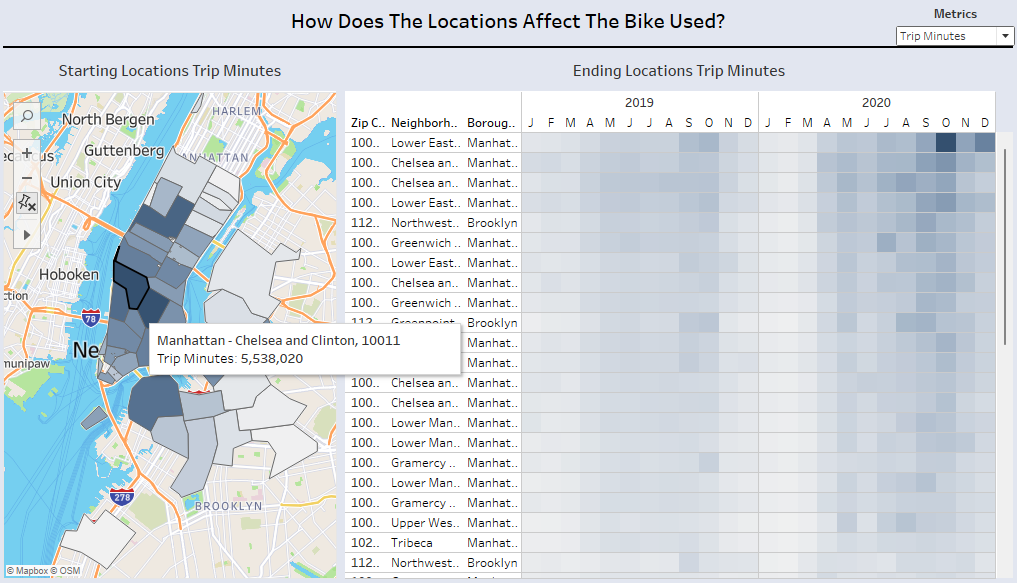 How Does The Locations Affect The Bike Used?
Metrics
Trip Minutes
Starting Locations Trip Minutes
Ending Locations Trip Minutes
HARLEM
North Bergen
Guttenberg
Union City
Hoboken
ction
78
Ne
munipaw
278
BROOKLYN
© Mapbox © OSM
Manhattan - Chelsea and Clinton, 10011
Trip Minutes: 5,538,020
2019 2020
Zip C.. Neighborh.. Boroug.. J F M A M J J A S O N D J F M A M J J A S O N D
100.. Lower East.. Manhat..
100.. Chelsea an.. Manhat..
100.. Chelsea an.. Manhat..
100.. Lower East.. Manhat..
112.. Northwest.. Brooklyn
100.. Greenwich .. Manhat..
100.. Lower East.. Manhat..
100.. Chelsea an.. Manhat..
100.. Greenwich .. Manhat..
112.. Greenpoint.. Brooklyn
Manhat..
Manhat..
100.. Chelsea an.. Manhat..
100.. Chelsea an.. Manhat..
100.. Lower Man.. Manhat..
100.. Lower Man.. Manhat..
100.. Gramercy .. Manhat..
100.. Lower Man.. Manhat..
100.. Gramercy .. Manhat..
100.. Upper Wes.. Manhat..
102.. Tribeca Manhat..
112.. Northwest.. Brooklyn